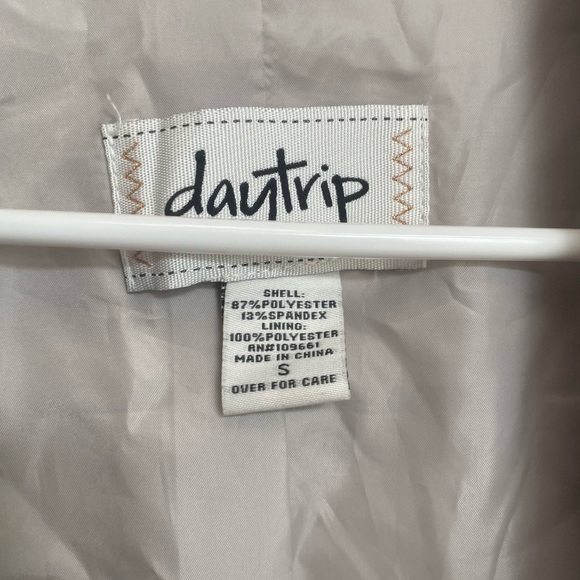 daytrip
SHELL:
87%POLYESTER
13%SPANDEX
LINING:
100%POLYESTER
RN#109661
MADE IN CHINA
S
OVER FOR CARE